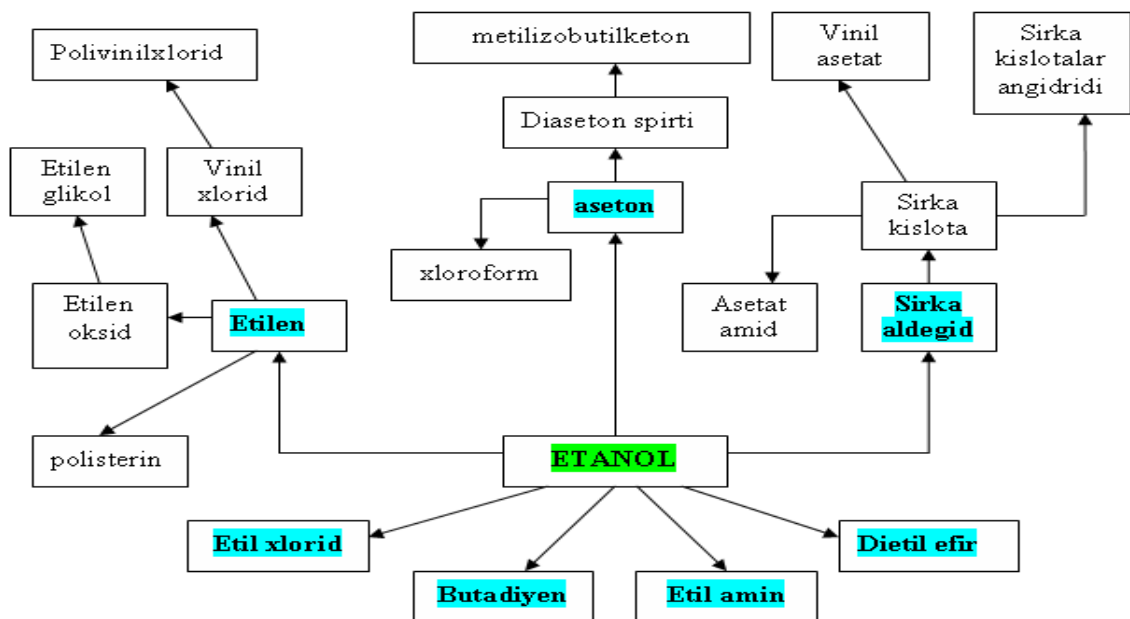 Polivinilxlorid
metilizobutilketon
Vinil
asetat
Sirka
kislotalar
angidridi
Diaseton spirti
Etilen
glikol
Vinil
xlorid
aseton
Sirka
kislota
xloroform
Etilen
oksid
Etilen
Asetat
amid
Sirka
aldegid
polisterin
ETANOL
Etil xlorid
Dietil efir
Butadiyen
Etil amin